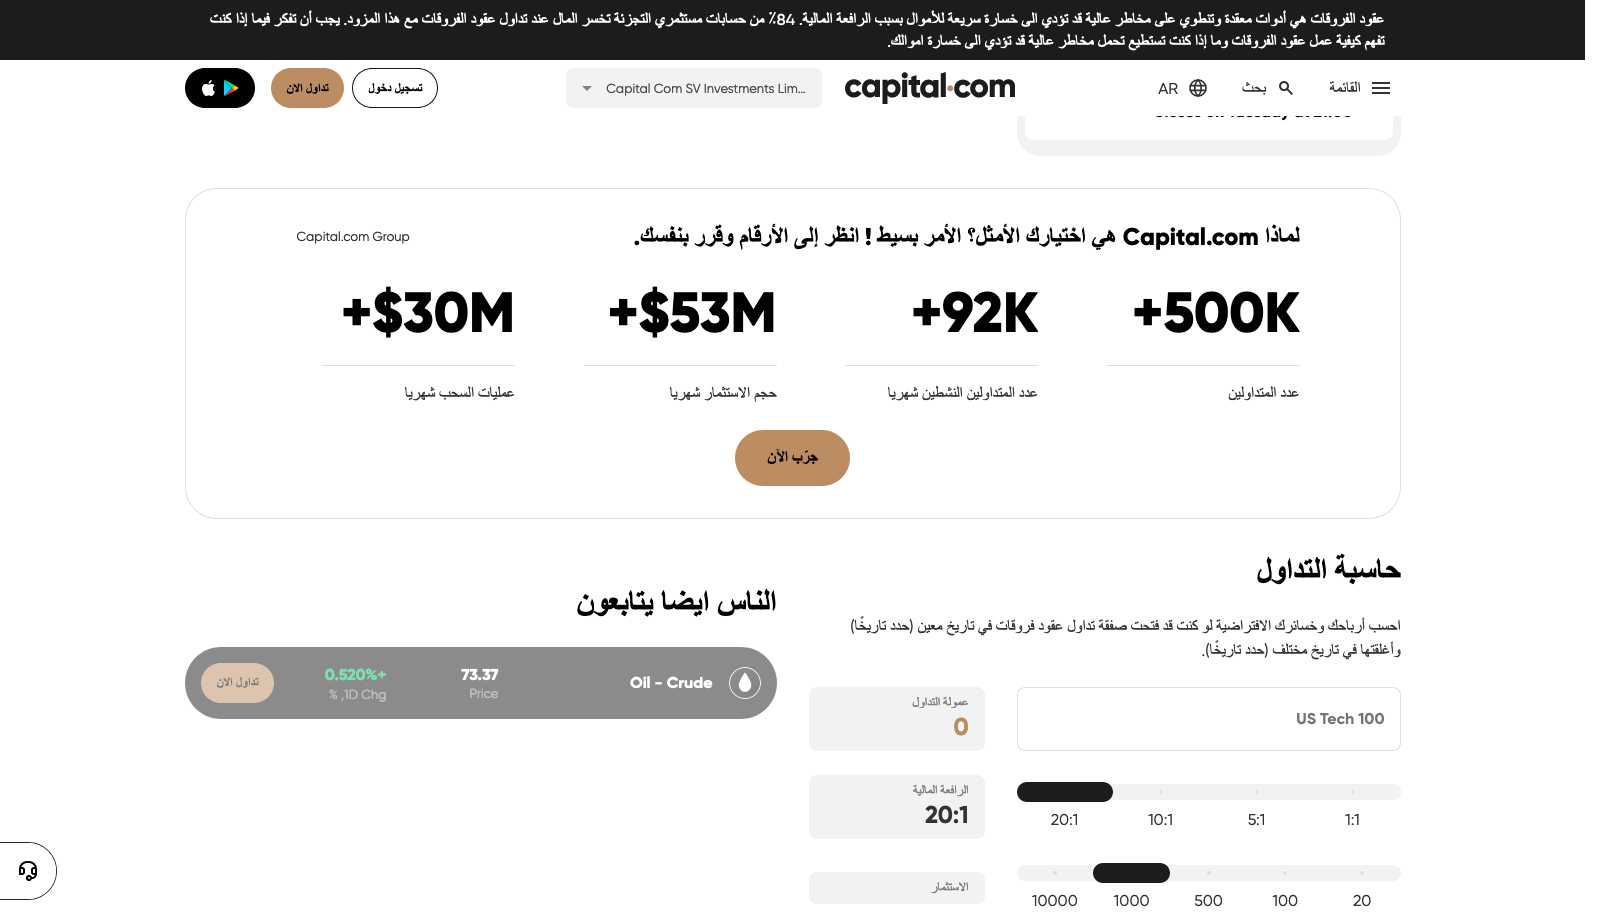 عقود الفروقات هي أدوات معقدة وتنطوي على مخاطر عالية قد تؤدي الى خسارة سريعة للأموال بسبب الرافعة المالية. 84٪ من حسابات مستثمري التجزئة تخسر المال عند تداول عقود الفروقات مع هذا المزود. يجب أن تفكر فيما إذا كنت
تفهم كيفية عمل عقود الفروقات وما إذا كنت تستطيع تحمل مخاطر عالية قد تؤدي الى خسارة اموالك.
القائمة
بحث
AR
capital.com
Capital Com SV Investments Lim...
تسجيل دخول
تداول الان
لماذا Capital.com هي اختيارك الأمثل؟ الأمر بسيط ! انظر إلى الأرقام وقرر بنفسك.
Capital.com Group
+500K
+92K
+$53M
+$30M
عدد المتداولين
عدد المتداولين النشطين شهريا
حجم الاستثمار شهريا
عمليات السحب شهريا
جرّب الآن
حاسبة التداول
احسب أرباحك وخسائرك الافتراضية لو كنت قد فتحت صفقة تداول عقود فروقات في تاريخ معين (حدد تاريخًا)
وأغلقتها في تاريخ مختلف (حدد تاريخًا).
US Tech 100
عمولة التداول
0
1:1
5:1
10:1
20:1
الرافعة المالية
20:1
20
100
500
1000
10000
الاستثمار
الناس ايضا يتابعون
Oil - Crude
73.37
Price
+0.520%
% ,1D Chg
تداول الان